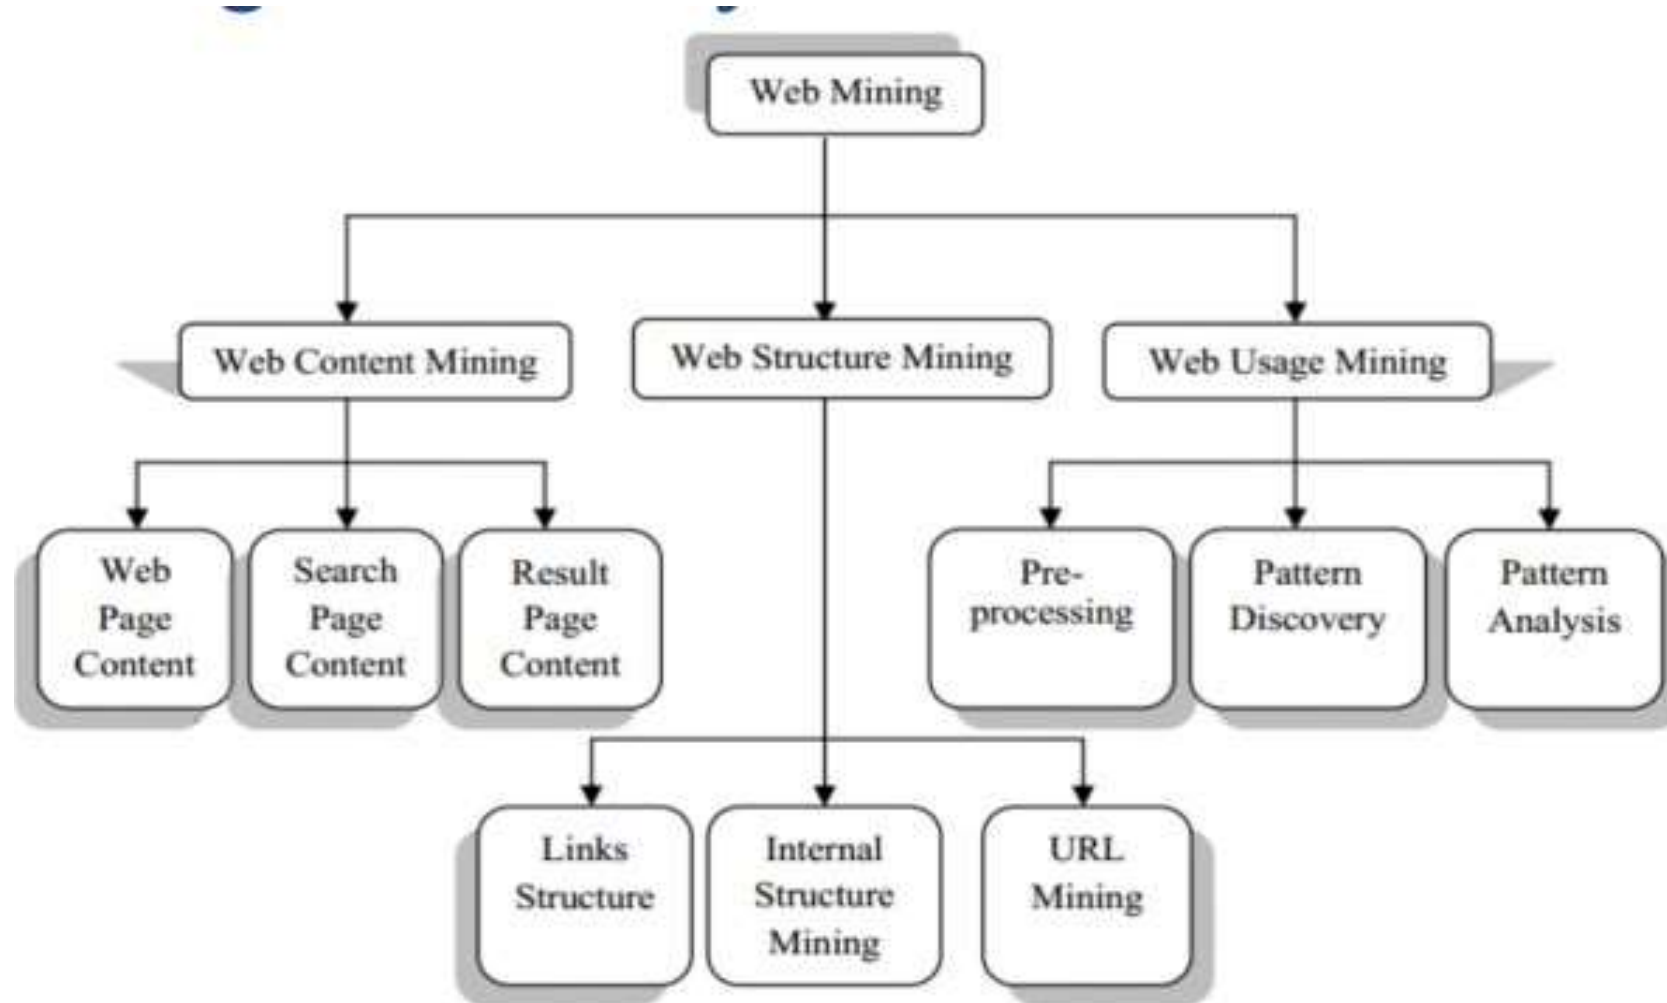 Web Mining
Web Content Mining
Web Structure Mining
Web Usage Mining
Web
Page
Content
Search
Page
Content
Result
Page
Content
Pre-
processing
Pattern
Discovery
Pattern
Analysis
Links
Structure
Internal
Structure
Mining
URL
Mining